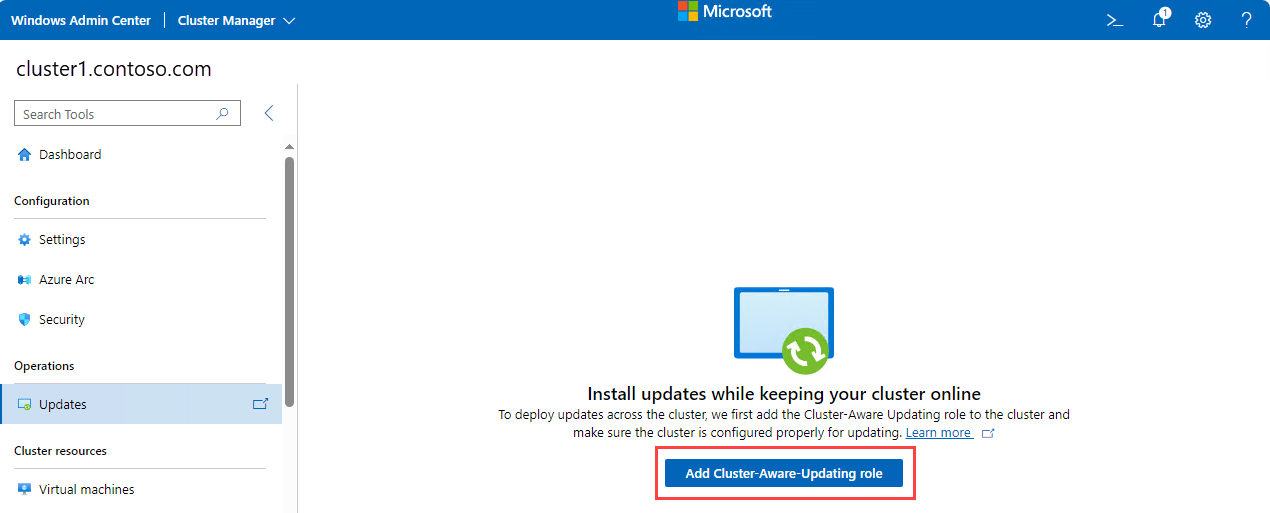 Windows Admin Center
Cluster Manager
Microsoft
1
cluster1.contoso.com
Search Tools
Dashboard
Configuration
Settings
Azure Arc
Security
Operations
Updates
Cluster resources
Virtual machines
Install updates while keeping your cluster online
To deploy updates across the cluster, we first add the Cluster-Aware Updating role to the cluster and
make sure the cluster is configured properly for updating. Learn more
Add Cluster-Aware-Updating role